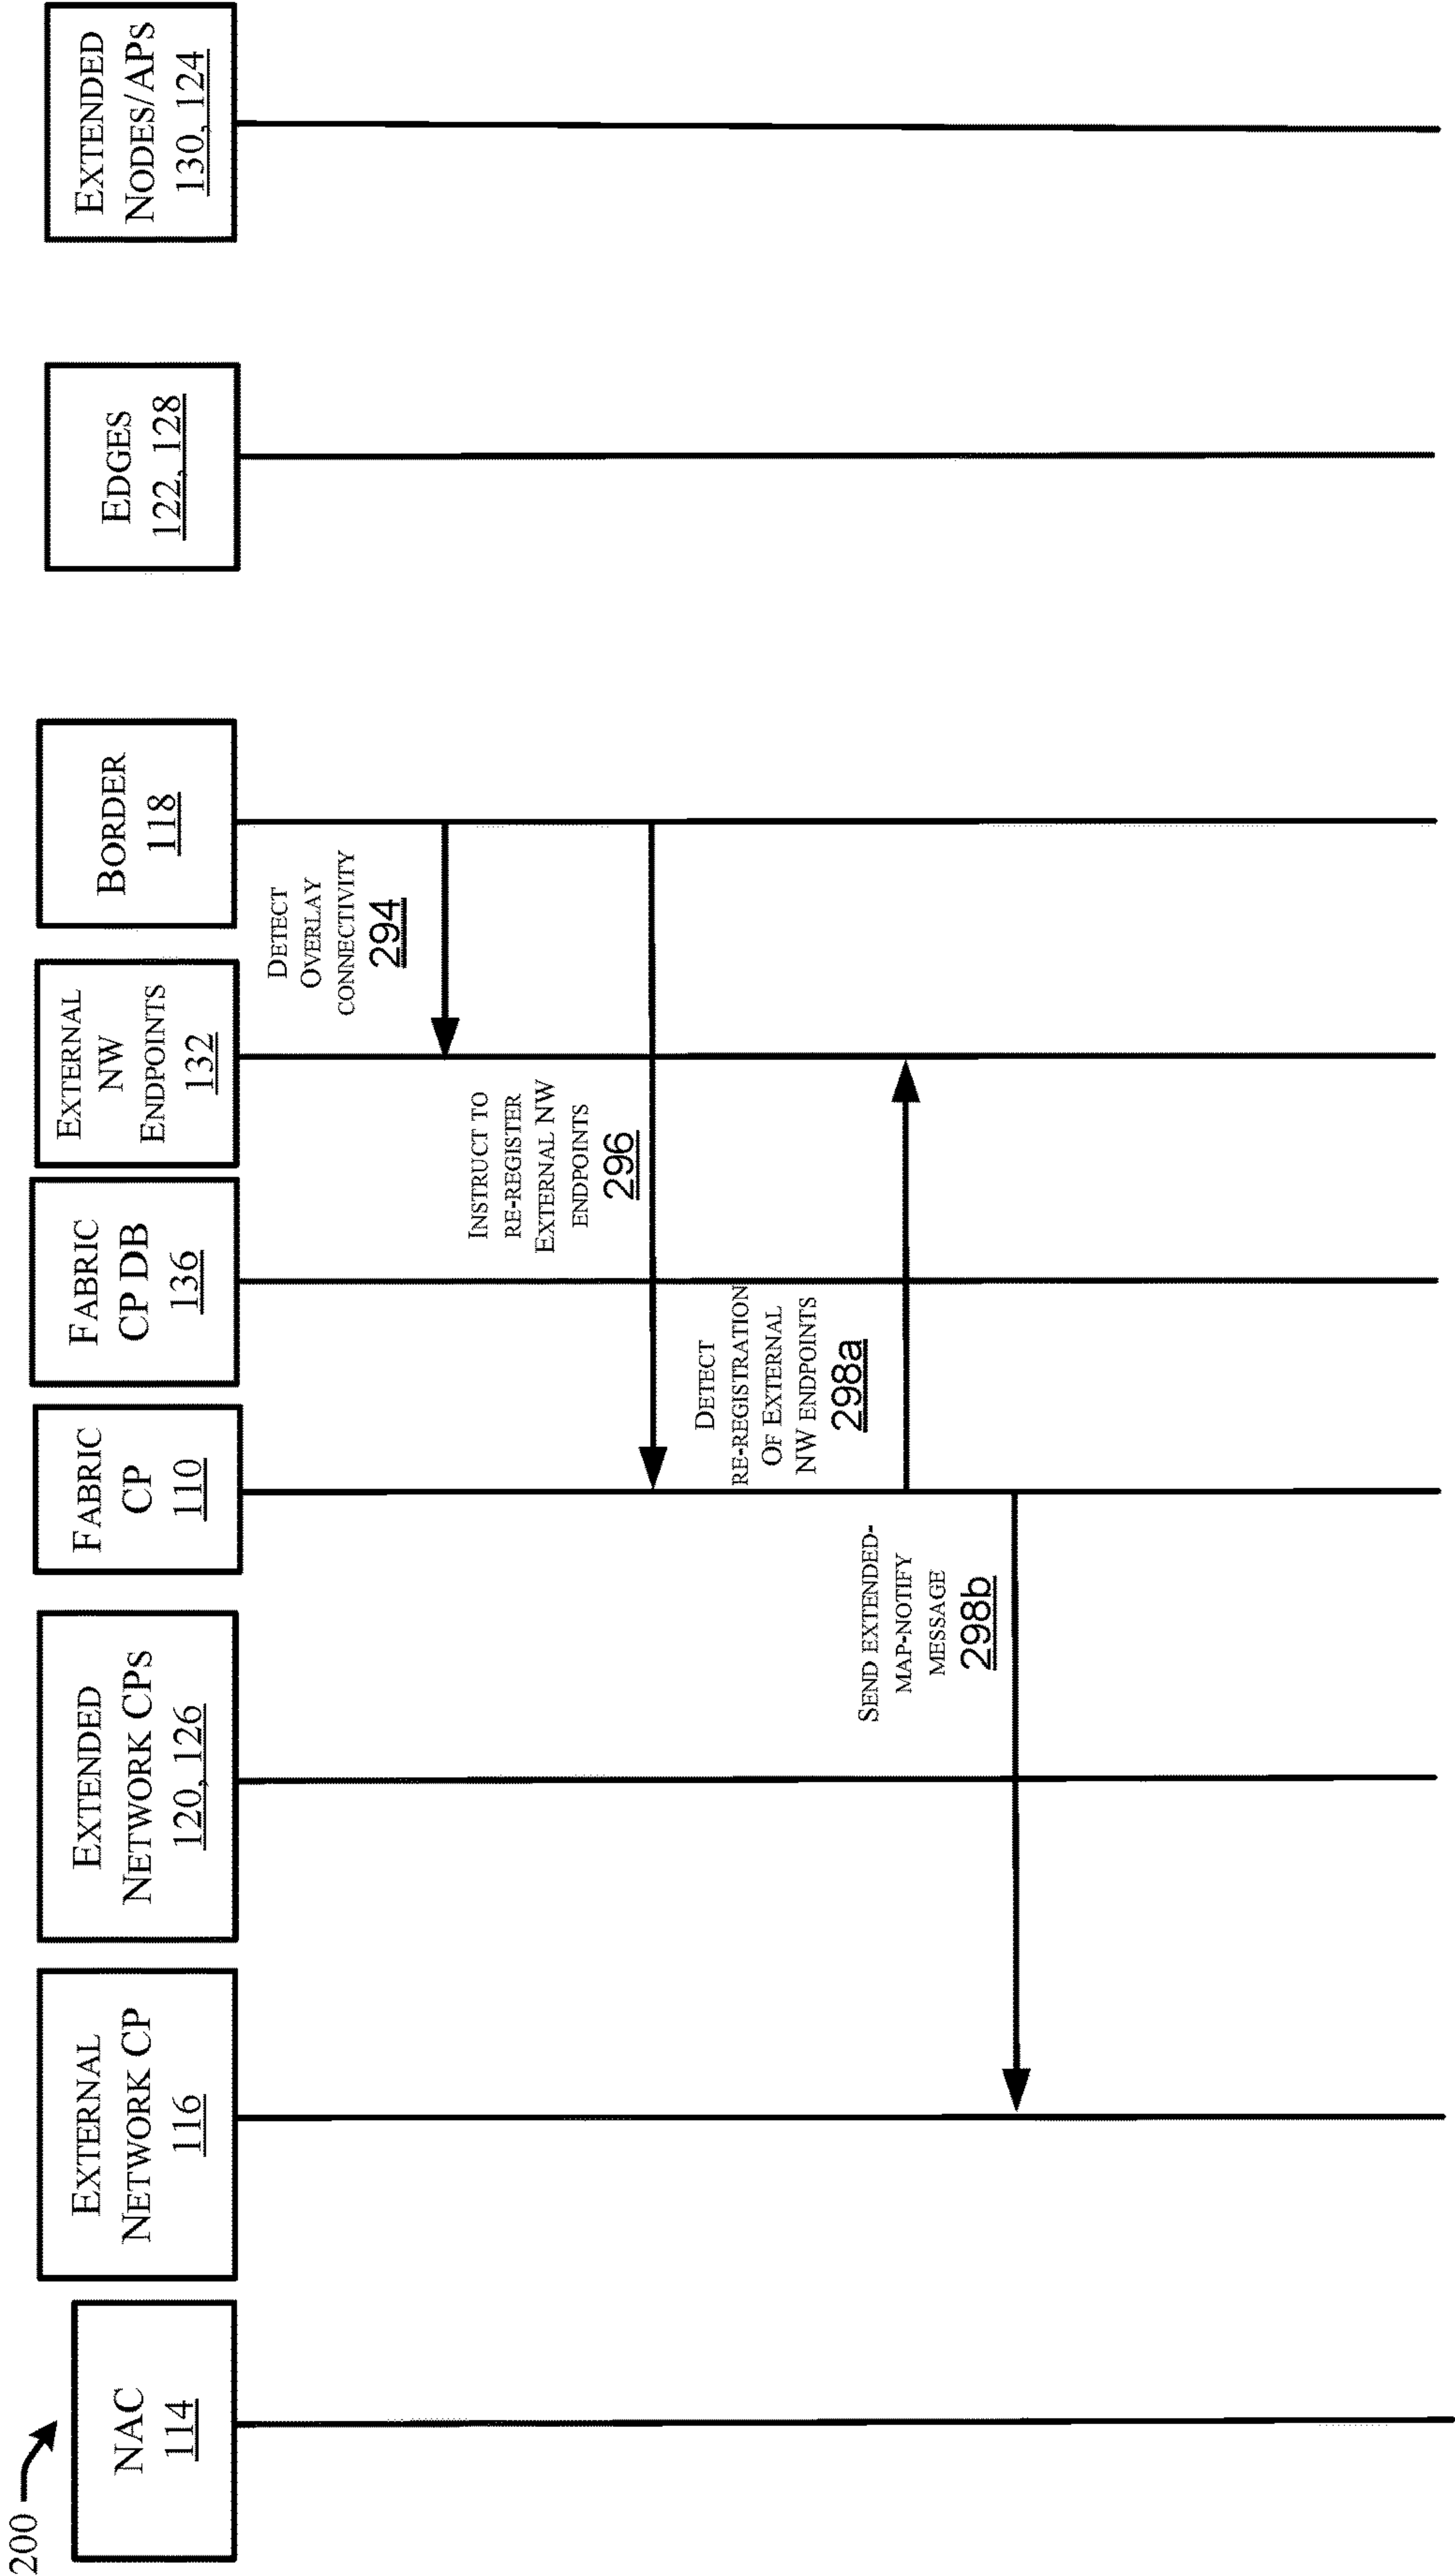 200
NAC
114
EXTERNAL
NETWORK CP
116
EXTENDED
NETWORK CPS
120, 126
FABRIC
CP
110
FABRIC
CP DB
136
EXTERNAL
NW
ENDPOINTS
132
BORDER
118
EDGES
122, 128
EXTENDED
NODES/APS
130, 124
DETECT
OVERLAY
CONNECTIVITY
294
INSTRUCT TO
RE-REGISTER
EXTERNAL NW
ENDPOINTS
296
DETECT
RE-REGISTRATION
OF EXTERNAL
NW ENDPOINTS
298a
SEND EXTENDED-
MAP-NOTIFY
MESSAGE
298b